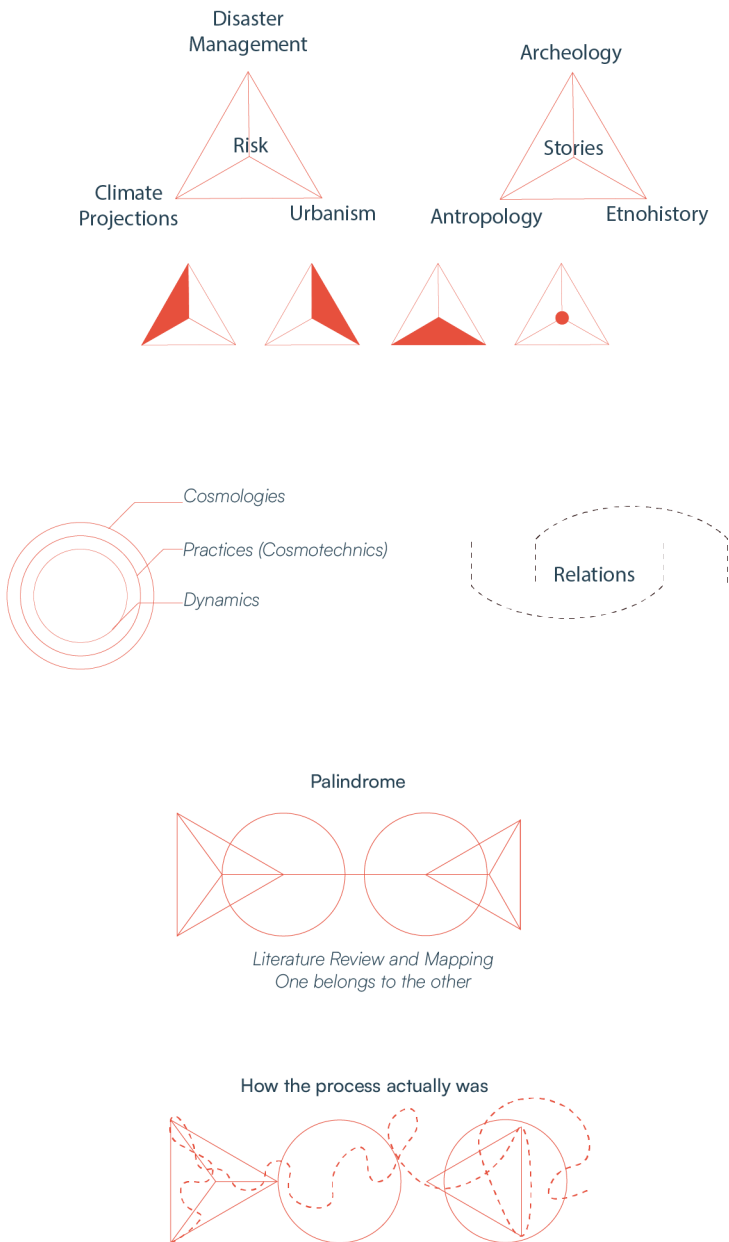 Disaster
Management
Archeology
Risk
Stories
Climate
Projections
Urbanism
Antropology
Etnohistory
Cosmologies
Practices (Cosmotechnics)
Dynamics
Relations
Palindrome
Literature Review and Mapping
One belongs to the other
How the process actually was